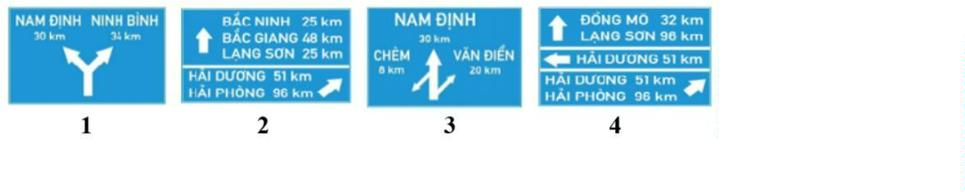 NAM ĐỊNH NINH BÌNH
30 km 34 km
1
BẮC NINH 25 km
BẮC GIANG 48 km
LẠNG SƠN 25 km
HẢI DƯƠNG 51 km
HẢI PHÒNG 96 km
2
NAM ĐỊNH
30 km
CHÈM VĂN ĐIỂN
8 km 20 km
3
ĐỒNG MỎ 32 km
LẠNG SƠN 96 km
HẢI DƯƠNG 51 km
HẢI DƯƠNG 51 km
HẢI PHÒNG 96 km
4